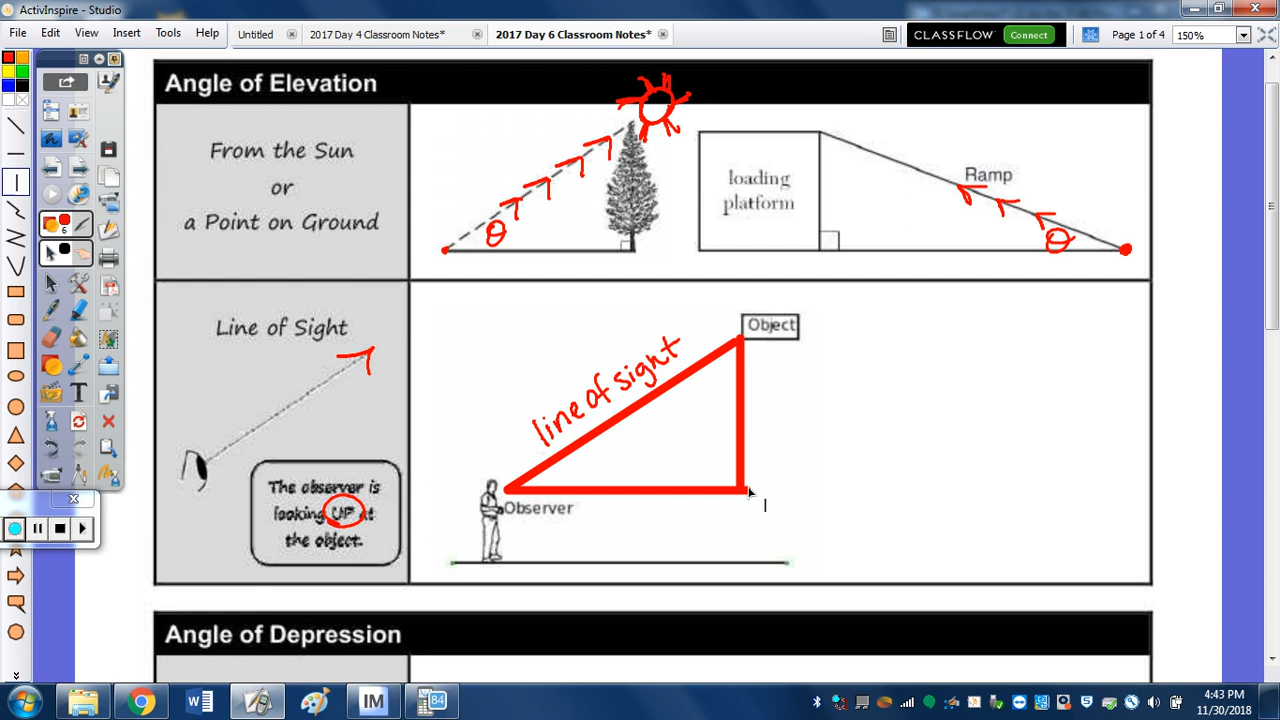 ActivInspire - Studio
File Edit View Insert Tools Help
Untitled
2017 Day 4 Classroom Notes*
2017 Day 6 Classroom Notes*
CLASSFLOW Connect
Page 1 of 4
150%
Angle of Elevation
From the Sun
or
a Point on Ground
θ
loading
platform
Ramp
θ
Line of Sight
The observer is
looking UP at
the object.
Object
line of sight
Observer
Angle of Depression
6
T
W
IM
84
4:43 PM
11/30/2018